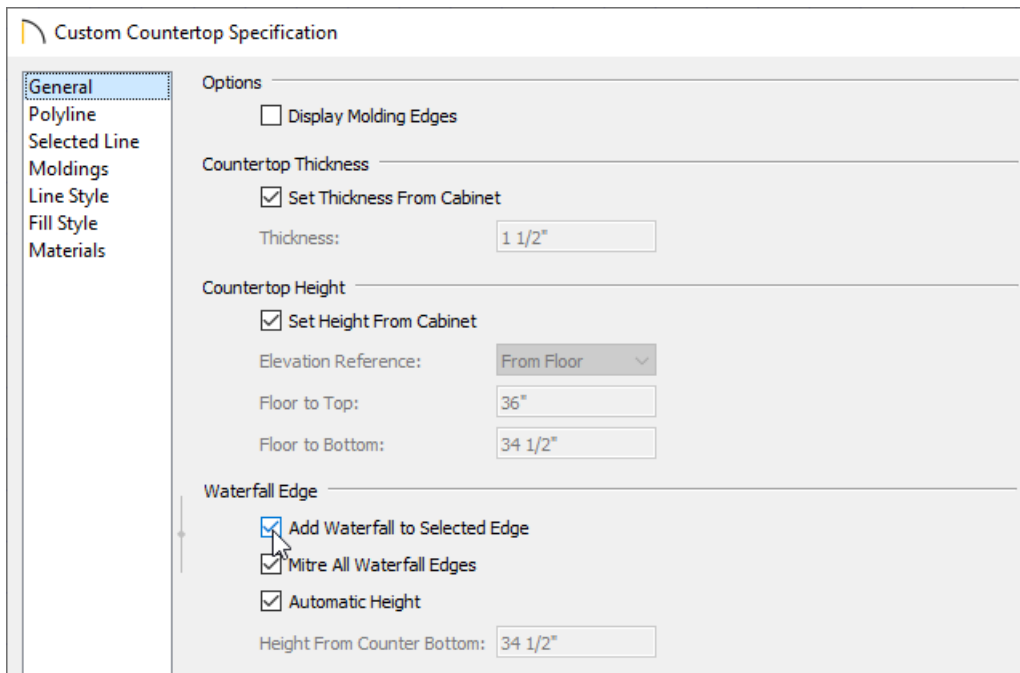 Custom Countertop Specification
General
Polyline
Selected Line
Moldings
Line Style
Fill Style
Materials
Options
Display Molding Edges
Countertop Thickness
Set Thickness From Cabinet
Thickness: 1 1/2"
Countertop Height
Set Height From Cabinet
Elevation Reference: From Floor
Floor to Top: 36"
Floor to Bottom: 34 1/2"
Waterfall Edge
Add Waterfall to Selected Edge
Mitre All Waterfall Edges
Automatic Height
Height From Counter Bottom: 34 1/2"